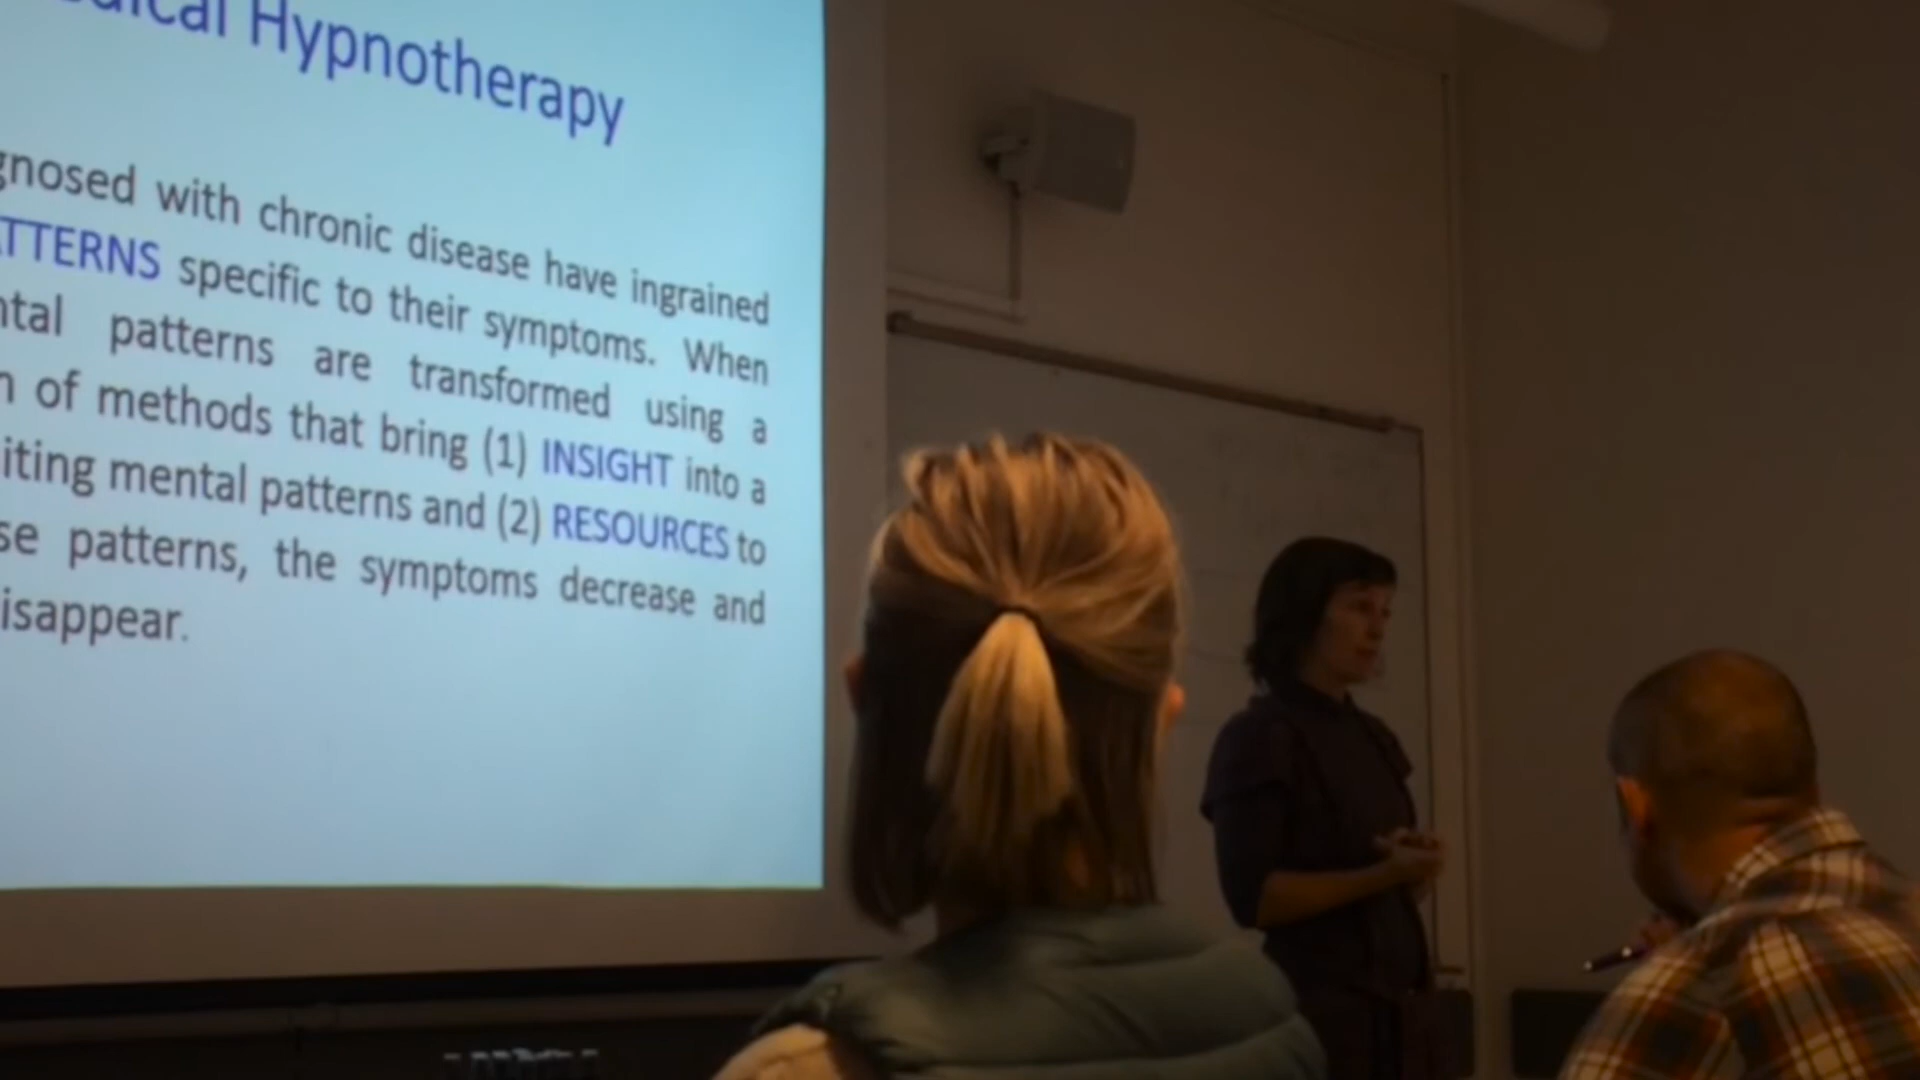 dical Hypnotherapy
gnosed with chronic disease have ingrained
TTERNS specific to their symptoms. When
ntal patterns are transformed using a
n of methods that bring (1) INSIGHT into a
iting mental patterns and (2) RESOURCES to
se patterns, the symptoms decrease and
isappear.